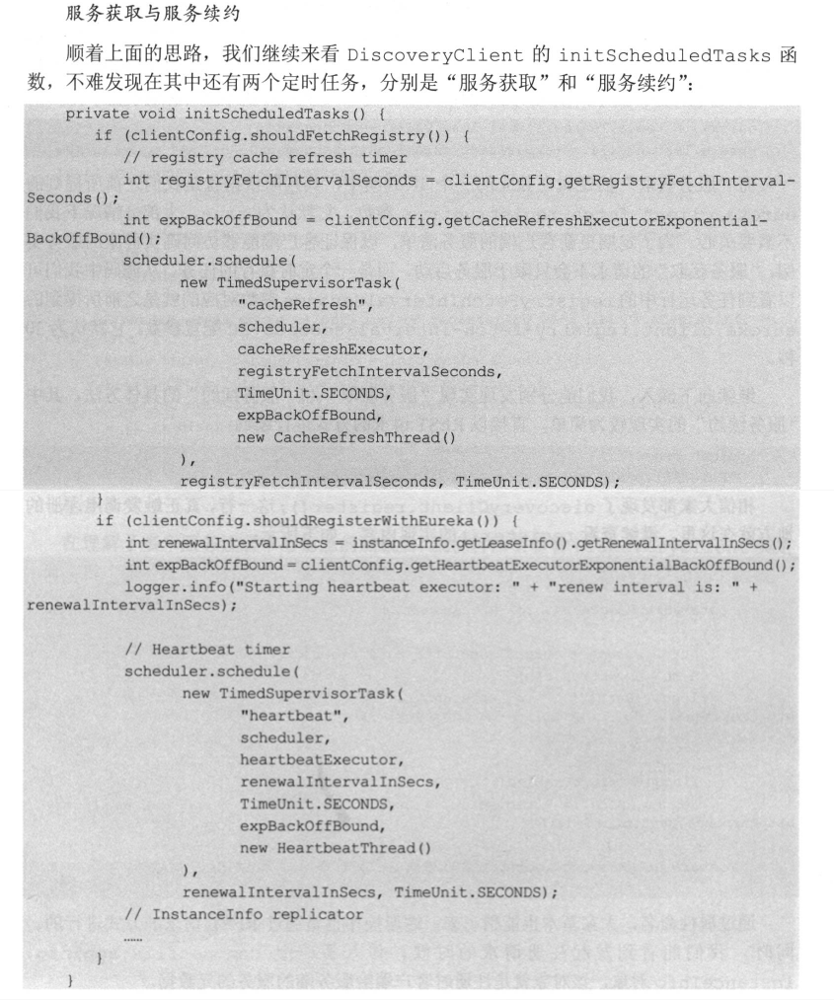 服务获取与服务续约
顺着上面的思路，我们继续来看 DiscoveryClient 的 initScheduledTasks 函
数，不难发现在其中还有两个定时任务，分别是“服务获取”和“服务续约”：
private void initScheduledTasks() {
if (clientConfig.shouldFetchRegistry()) {
// registry cache refresh timer
int registryFetchIntervalSeconds = clientConfig.getRegistryFetchInterval-
Seconds();
int expBackOffBound = clientConfig.getCacheRefreshExecutorExponential-
BackOffBound();
scheduler.schedule(
new TimedSupervisorTask(
"cacheRefresh",
scheduler,
cacheRefreshExecutor,
registryFetchIntervalSeconds,
TimeUnit.SECONDS,
expBackOffBound,
new CacheRefreshThread()
),
registryFetchIntervalSeconds, TimeUnit.SECONDS);
}
if (clientConfig.shouldRegisterWithEureka()) {
int renewalIntervalInSecs = instanceInfo.getLeaseInfo().getRenewalIntervalInSecs();
int expBackOffBound = clientConfig.getHeartbeatExecutorExponentialBackOffBound();
logger.info("Starting heartbeat executor: " + "renew interval is: " +
renewalIntervalInSecs);
// Heartbeat timer
scheduler.schedule(
new TimedSupervisorTask(
"heartbeat",
scheduler,
heartbeatExecutor,
renewalIntervalInSecs,
TimeUnit.SECONDS,
expBackOffBound,
new HeartbeatThread()
),
renewalIntervalInSecs, TimeUnit.SECONDS);
// InstanceInfo replicator
……
}
}